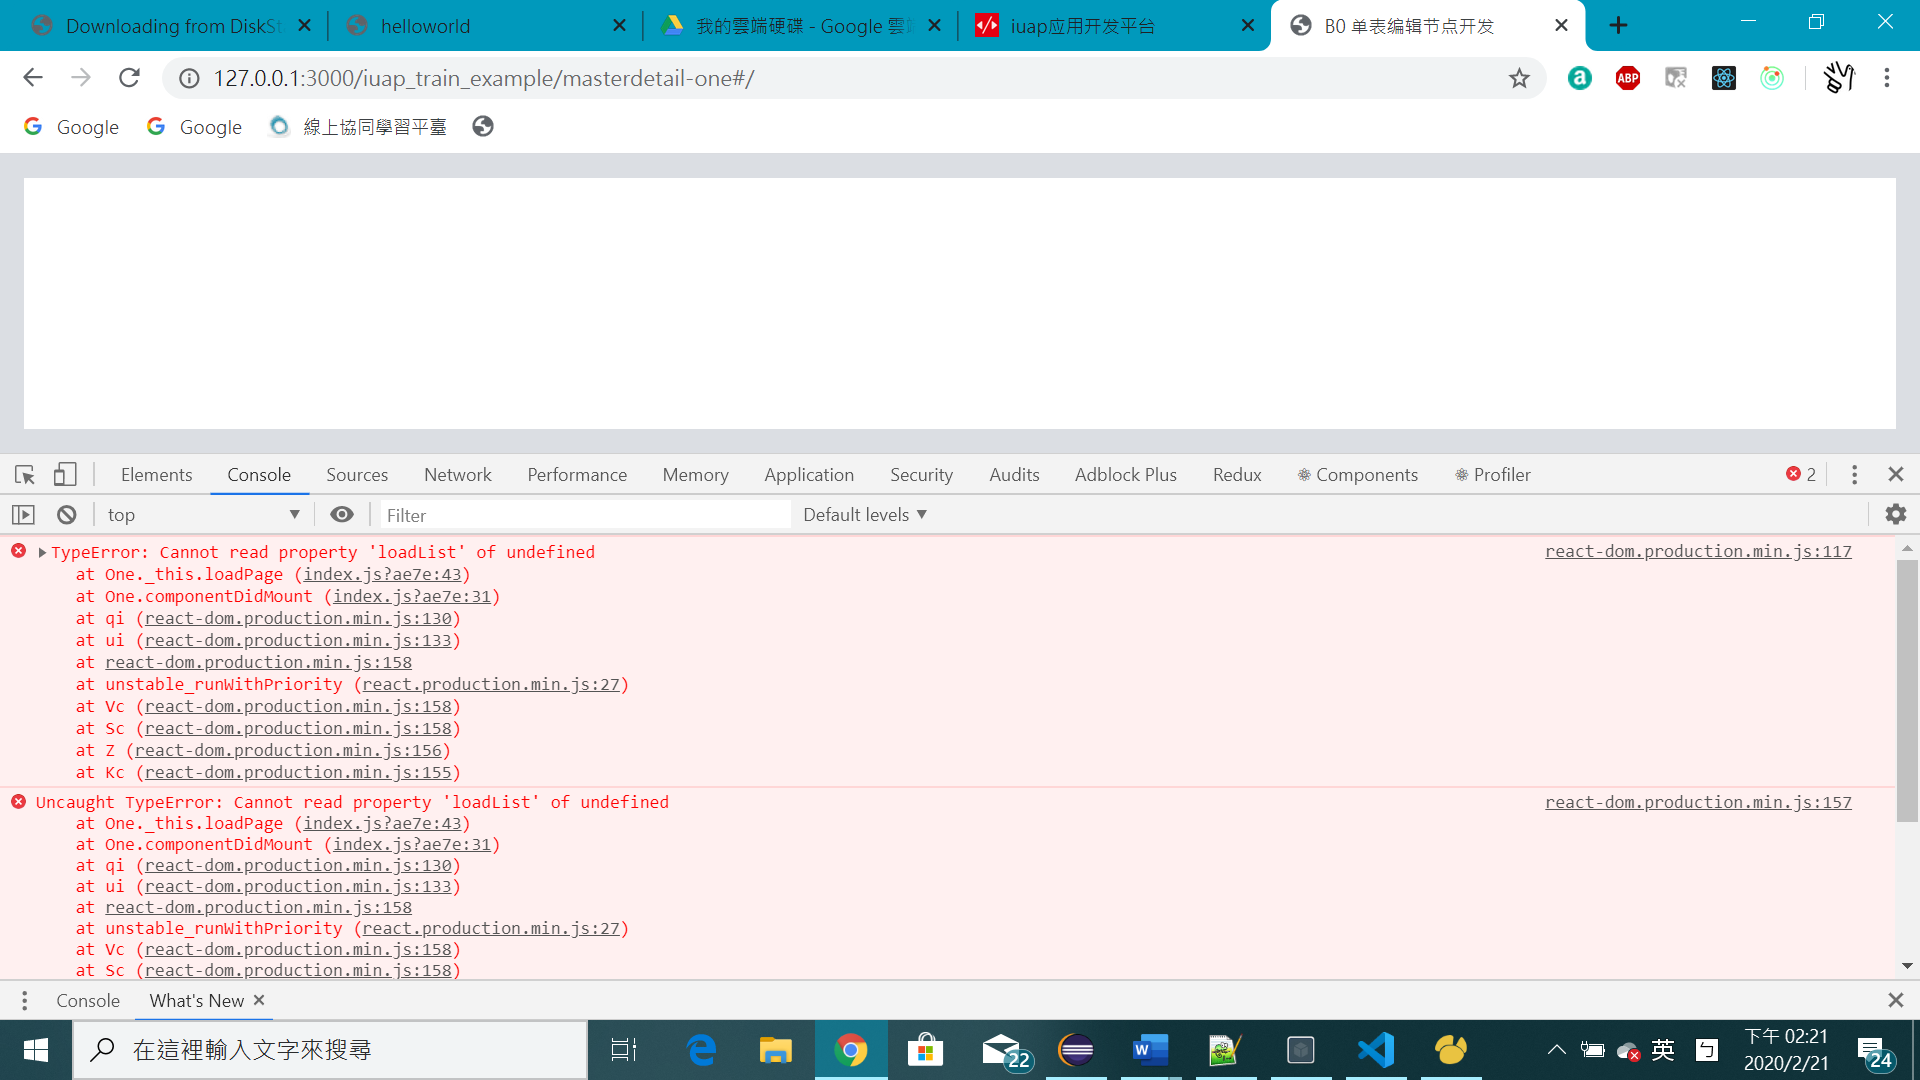 Downloading from DiskSt
helloworld
我的雲端硬碟 - Google 雲端
iuap应用开发平台
B0 单表编辑节点开发
127.0.0.1:3000/iuap_train_example/masterdetail-one#/
ABP
Google
Google
線上協同學習平臺
Elements
Console
Sources
Network
Performance
Memory
Application
Security
Audits
Adblock Plus
Redux
Components
Profiler
2
top
Filter
Default levels
TypeError: Cannot read property 'loadList' of undefined
react-dom.production.min.js:117
at One._this.loadPage (index.js?ae7e:43)
at One.componentDidMount (index.js?ae7e:31)
at qi (react-dom.production.min.js:130)
at ui (react-dom.production.min.js:133)
at react-dom.production.min.js:158
at unstable_runWithPriority (react.production.min.js:27)
at Vc (react-dom.production.min.js:158)
at Sc (react-dom.production.min.js:158)
at Z (react-dom.production.min.js:156)
at Kc (react-dom.production.min.js:155)
Uncaught TypeError: Cannot read property 'loadList' of undefined
react-dom.production.min.js:157
at One._this.loadPage (index.js?ae7e:43)
at One.componentDidMount (index.js?ae7e:31)
at qi (react-dom.production.min.js:130)
at ui (react-dom.production.min.js:133)
at react-dom.production.min.js:158
at unstable_runWithPriority (react.production.min.js:27)
at Vc (react-dom.production.min.js:158)
at Sc (react-dom.production.min.js:158)
Console
What's New
在這裡輸入文字來搜尋
22
英
ㄅ
下午 02:21
2020/2/21
24